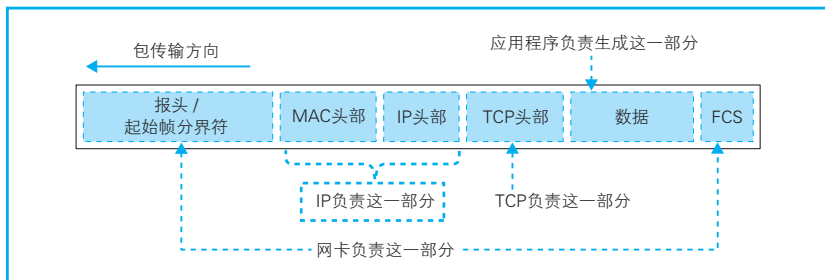 应用程序负责生成这一部分
包传输方向
报头 /
起始帧分界符
MAC头部
IP头部
TCP头部
数据
FCS
IP负责这一部分
TCP负责这一部分
网卡负责这一部分